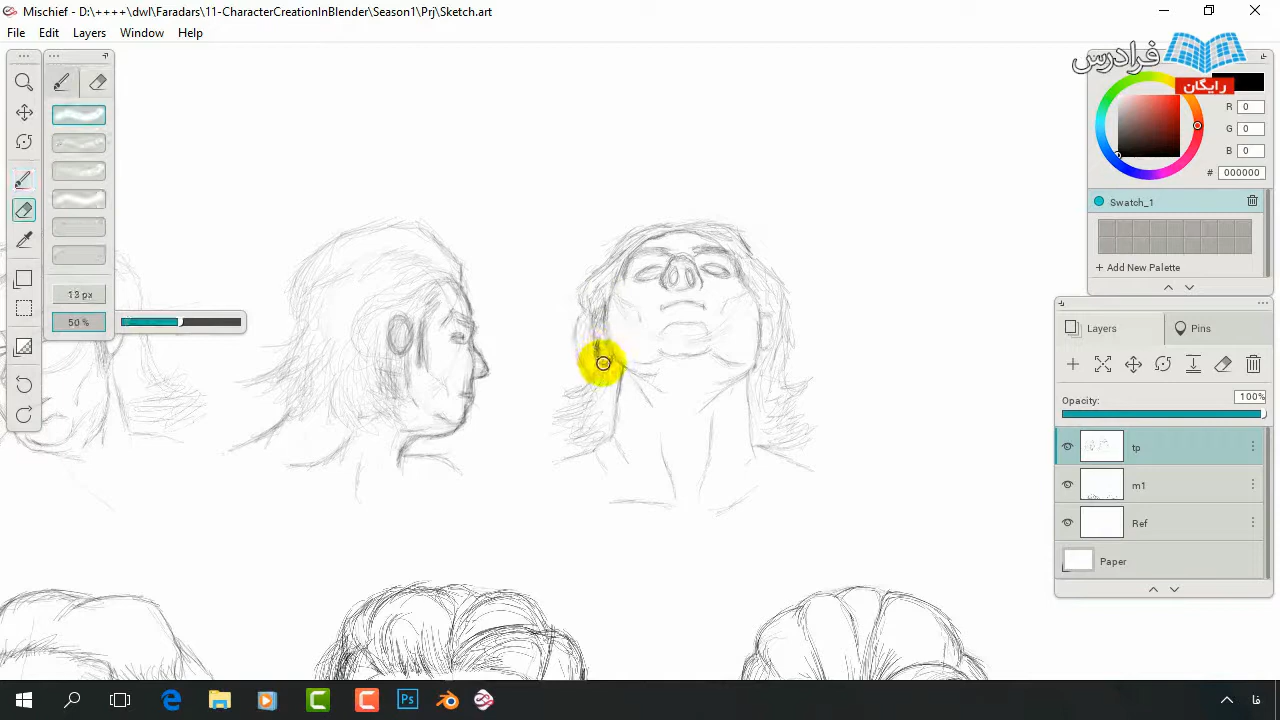 Mischief - D:\++++\dwl\Faradars\11-CharacterCreationInBlender\Season1\Prj\Sketch.art
File Edit Layers Window Help
فرادرس
رایگان
R 0
G 0
B 0
# 000000
Swatch_1
+ Add New Palette
13 px
50 %
Layers Pins
Opacity: 100%
tp
m1
Ref
Paper
Ps
فا